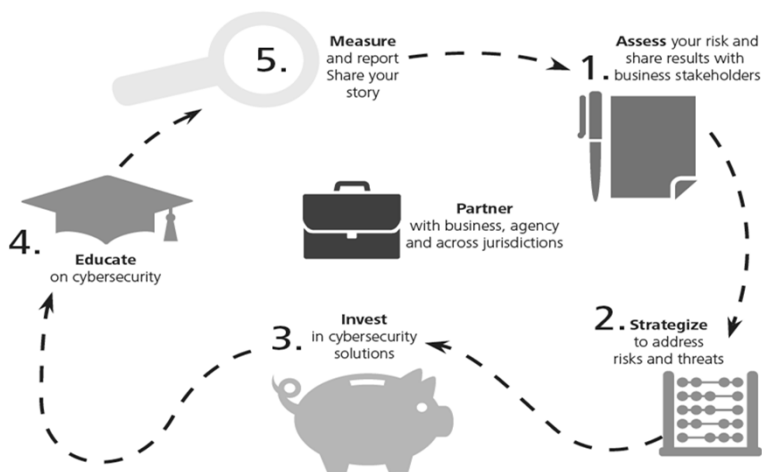 5.
Measure
and report
Share your
story
1.
Assess your risk and
share results with
business stakeholders
Partner
with business, agency
and across jurisdictions
4.
Educate
on cybersecurity
3.
Invest
in cybersecurity
solutions
2.
Strategize
to address
risks and threats